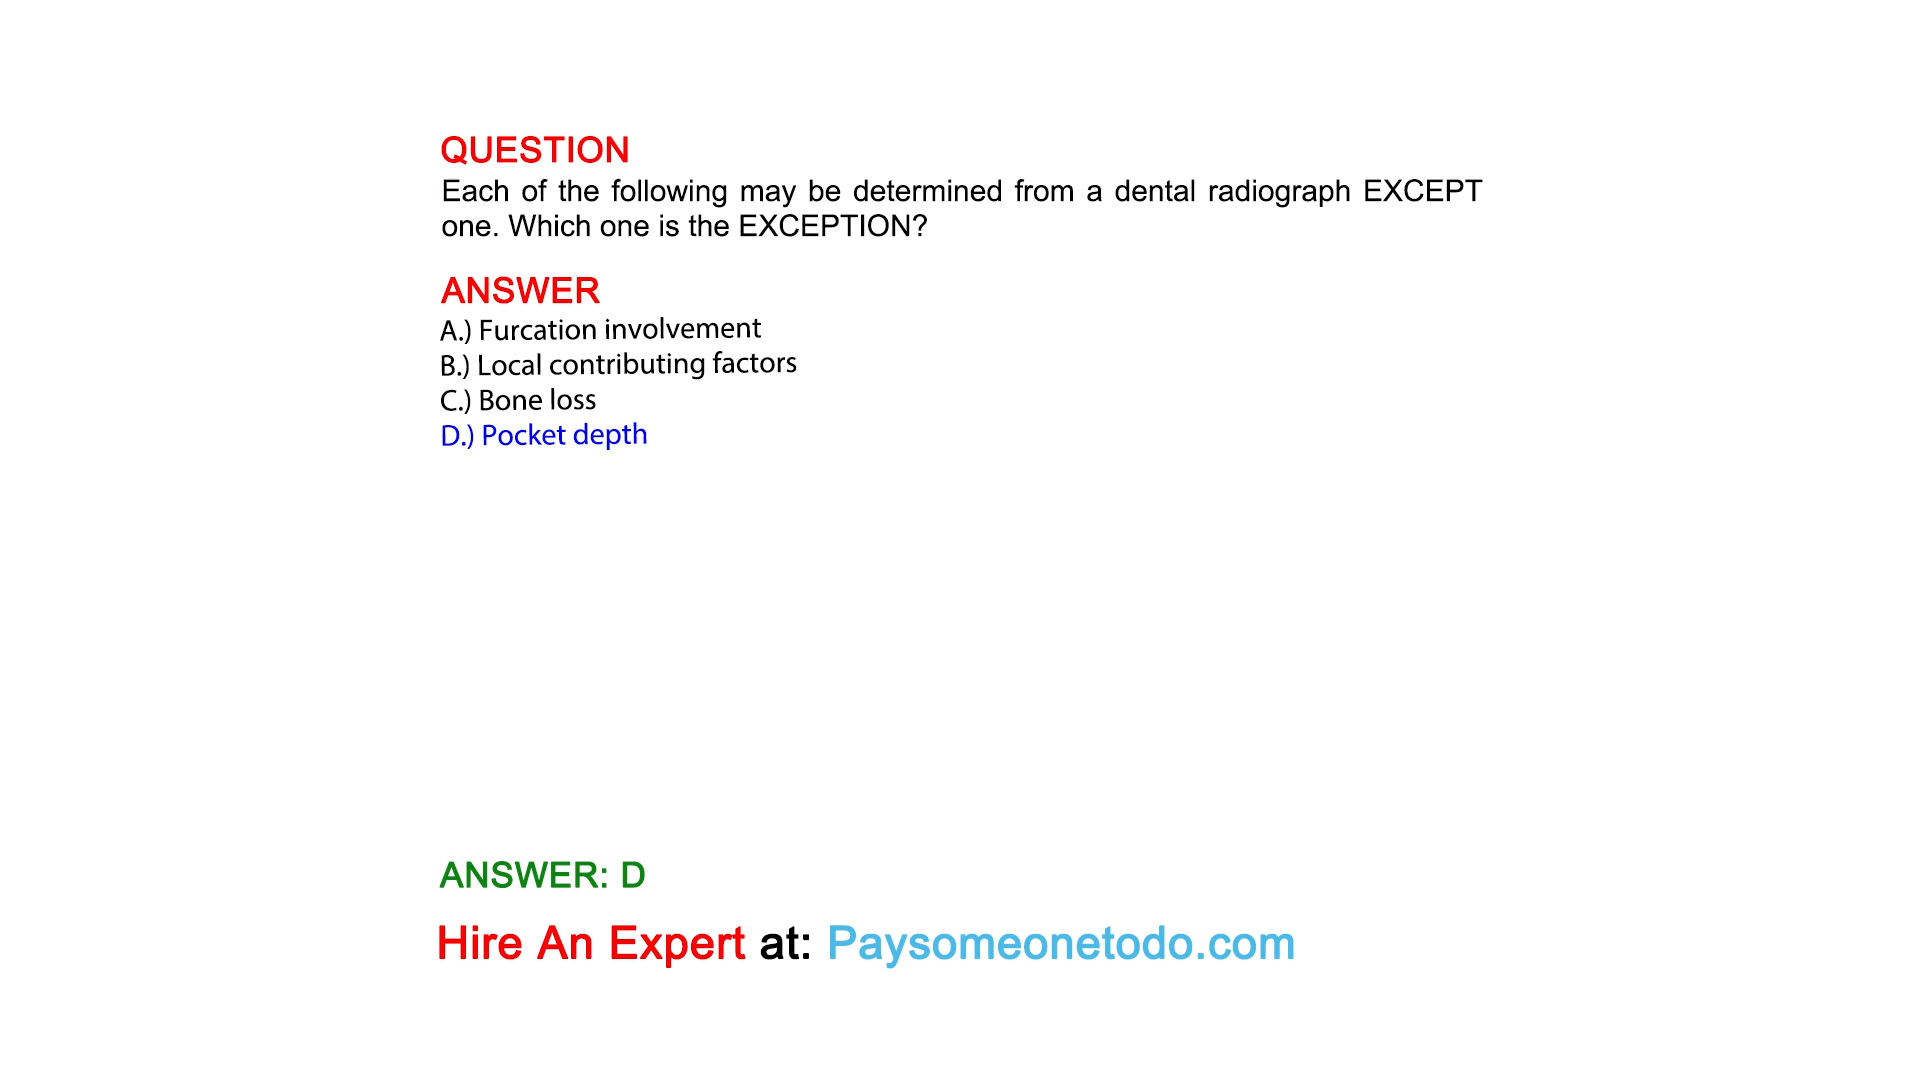 QUESTION
Each of the following may be determined from a dental radiograph EXCEPT
one. Which one is the EXCEPTION?
ANSWER
A.) Furcation involvement
B.) Local contributing factors
C.) Bone loss
D.) Pocket depth
ANSWER: D
Hire An Expert at: Paysomeonetodo.com